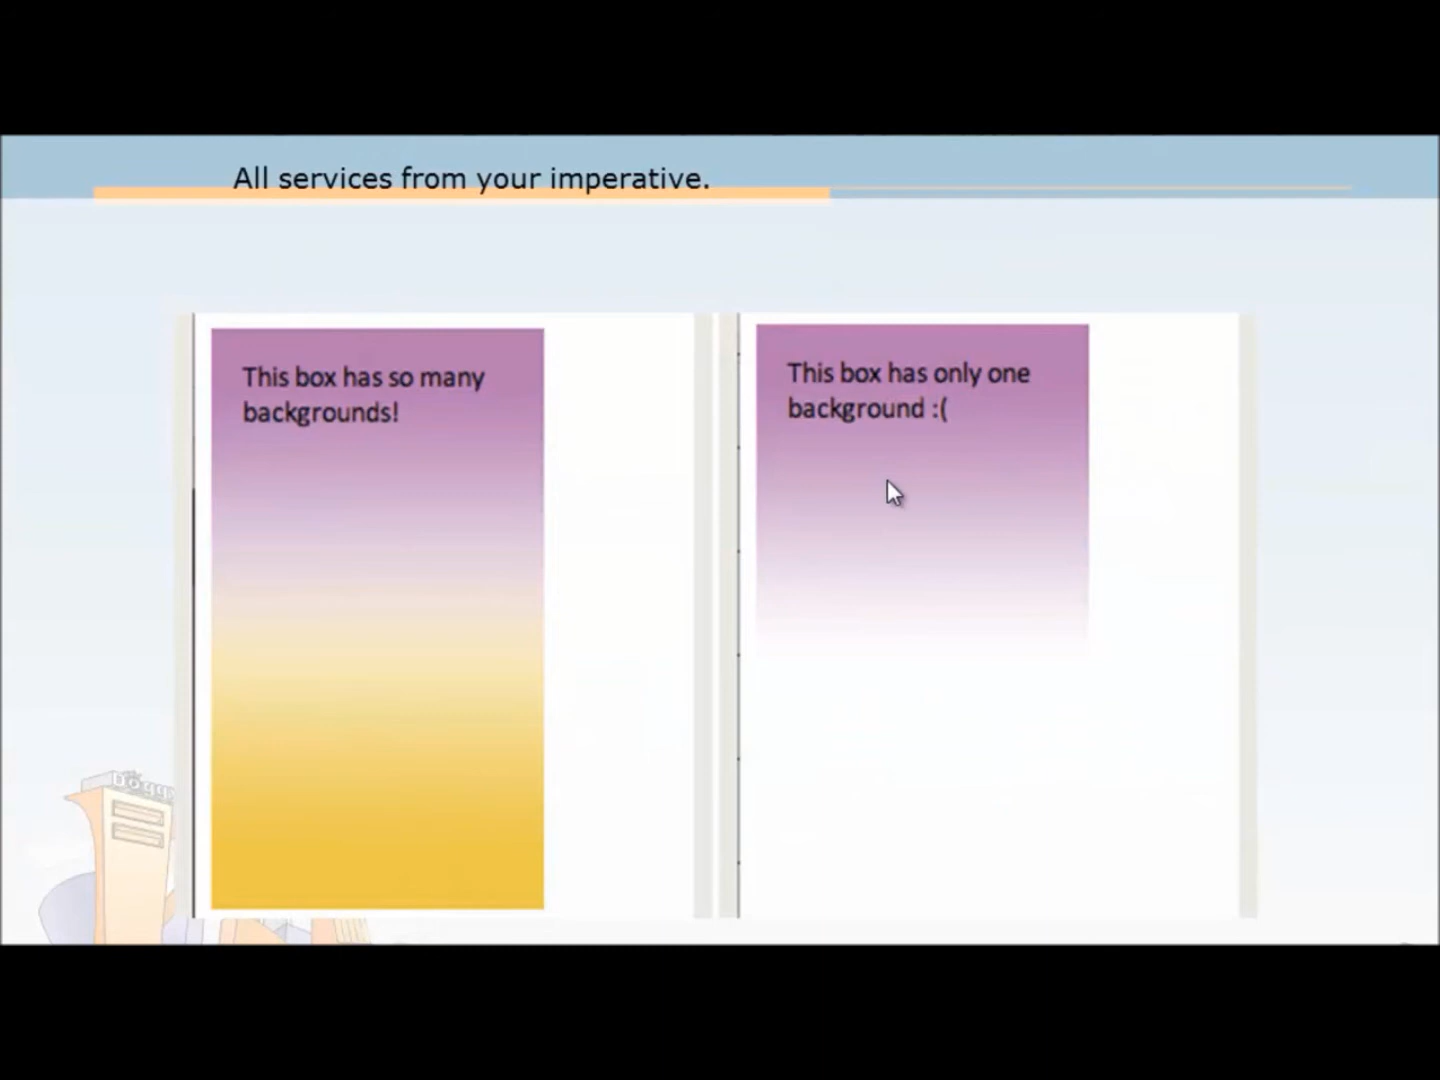 All services from your imperative.
This box has so many
backgrounds!
This box has only one
background :(